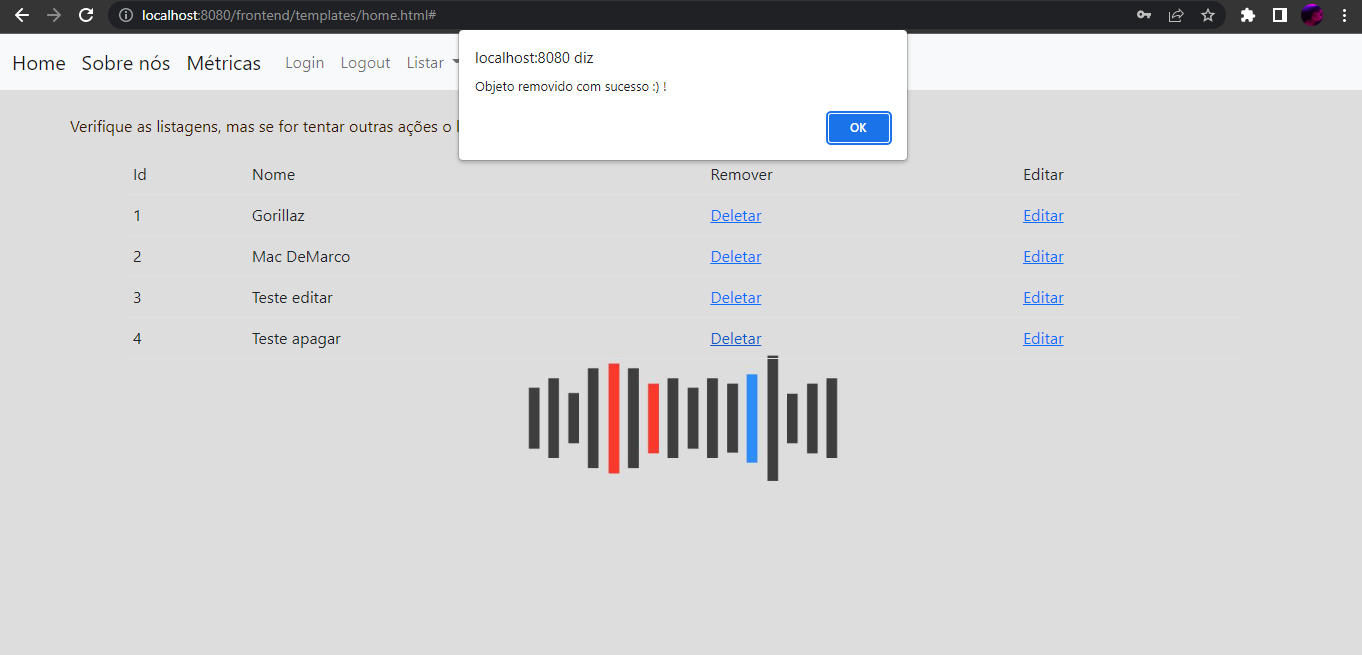 localhost:8080/frontend/templates/home.html#
Home Sobre nós Métricas Login Logout Listar
localhost:8080 diz
Objeto removido com sucesso :) !
OK
Verifique as listagens, mas se for tentar outras ações o
Id Nome Remover Editar
1 Gorillaz Deletar Editar
2 Mac DeMarco Deletar Editar
3 Teste editar Deletar Editar
4 Teste apagar Deletar Editar